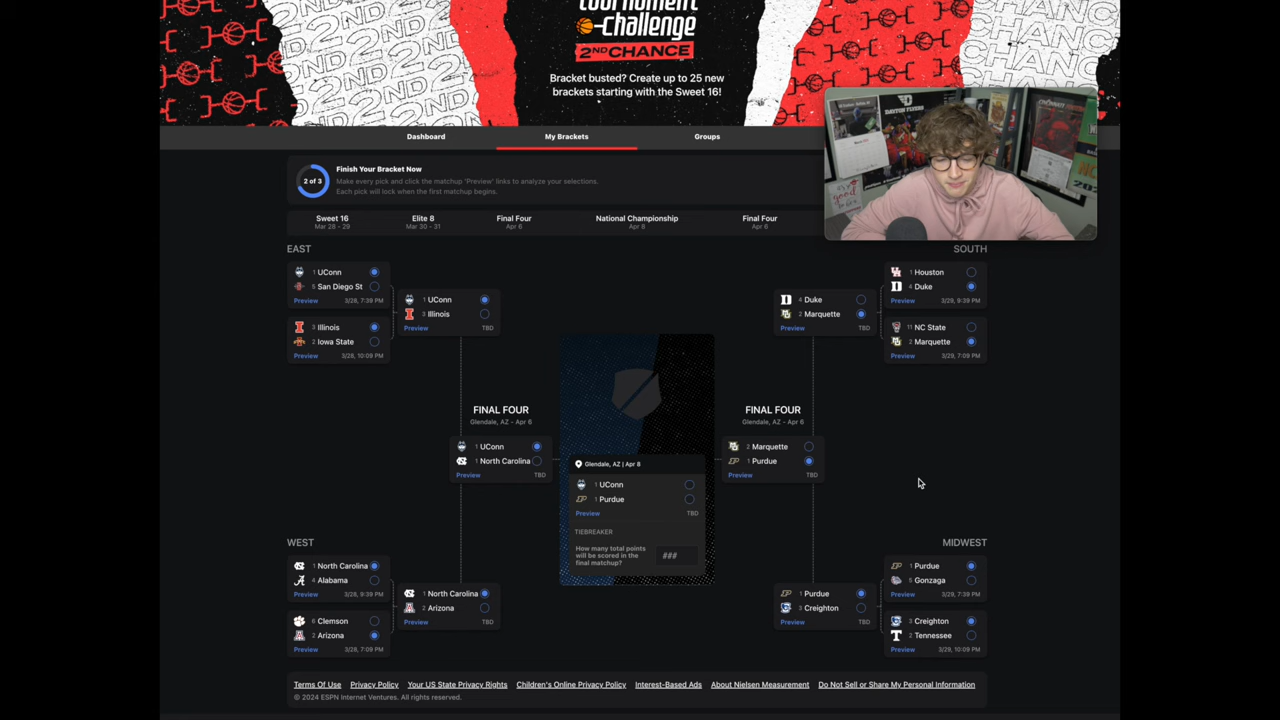 tournament
challenge
2ND CHANCE
Bracket busted? Create up to 25 new
brackets starting with the Sweet 16!
Dashboard
My Brackets
Groups
2 of 3
Finish Your Bracket Now
Make every pick and click the matchup 'Preview' links to analyze your selections.
Each pick will lock when the first matchup begins.
Sweet 16
Mar 28 - 29
Elite 8
Mar 30 - 31
Final Four
Apr 6
National Championship
Apr 8
Final Four
Apr 6
EAST
1 UConn
5 San Diego St
Preview 3/28, 7:39 PM
3 Illinois
2 Iowa State
Preview 3/28, 10:09 PM
1 UConn
3 Illinois
Preview TBD
SOUTH
1 Houston
4 Duke
Preview 3/29, 9:39 PM
11 NC State
2 Marquette
Preview 3/29, 7:09 PM
4 Duke
2 Marquette
Preview TBD
FINAL FOUR
Glendale, AZ - Apr 6
1 UConn
1 North Carolina
Preview TBD
FINAL FOUR
Glendale, AZ - Apr 6
2 Marquette
1 Purdue
Preview TBD
Glendale, AZ | Apr 8
1 UConn
1 Purdue
Preview TBD
TIEBREAKER
How many total points
will be scored in the
final matchup?
###
WEST
1 North Carolina
4 Alabama
Preview 3/28, 9:39 PM
6 Clemson
2 Arizona
Preview 3/28, 7:09 PM
1 North Carolina
2 Arizona
Preview TBD
MIDWEST
1 Purdue
5 Gonzaga
Preview 3/29, 7:39 PM
3 Creighton
2 Tennessee
Preview 3/29, 10:09 PM
1 Purdue
3 Creighton
Preview TBD
Terms Of Use
Privacy Policy
Your US State Privacy Rights
Children's Online Privacy Policy
Interest-Based Ads
About Nielsen Measurement
Do Not Sell or Share My Personal Information
© 2024 ESPN Internet Ventures. All rights reserved.
DAYTON FLYERS
CINCINNATI
good